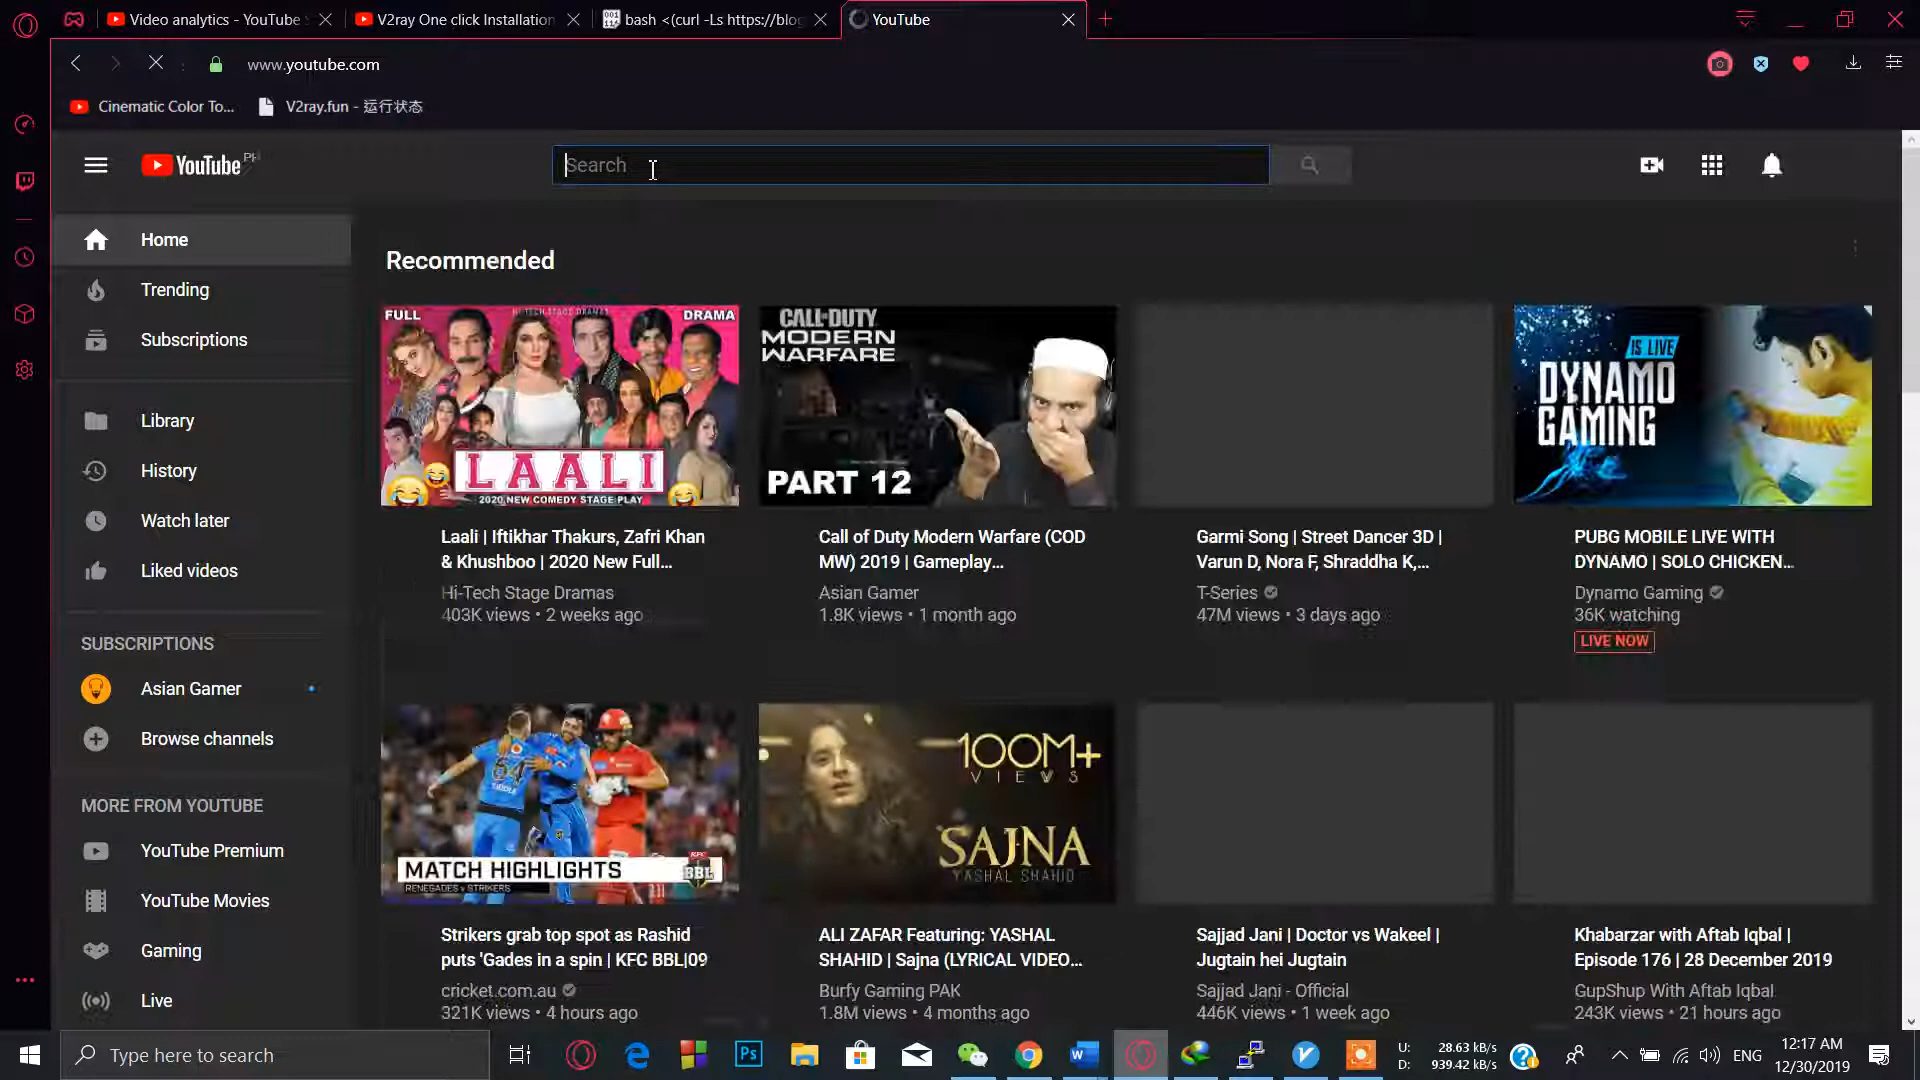 Video analytics - YouTube S
V2ray One click Installation
bash <(curl -Ls https://blog
YouTube
www.youtube.com
Cinematic Color To...
V2ray.fun - 运行状态
YouTube
Search
Home
Trending
Subscriptions
Library
History
Watch later
Liked videos
SUBSCRIPTIONS
Asian Gamer
Browse channels
MORE FROM YOUTUBE
YouTube Premium
YouTube Movies
Gaming
Live
Recommended
FULL
HI-TECH STAGE DRAMAS
DRAMA
LAALI
2020 NEW COMEDY STAGE PLAY
Laali | Iftikhar Thakurs, Zafri Khan
& Khushboo | 2020 New Full...
Hi-Tech Stage Dramas
403K views • 2 weeks ago
CALL OF DUTY
MODERN
WARFARE
PART 12
Call of Duty Modern Warfare (COD
MW) 2019 | Gameplay...
Asian Gamer
1.8K views • 1 month ago
Garmi Song | Street Dancer 3D |
Varun D, Nora F, Shraddha K,...
T-Series
47M views • 3 days ago
IS LIVE
DYNAMO
GAMING
PUBG MOBILE LIVE WITH
DYNAMO | SOLO CHICKEN...
Dynamo Gaming
36K watching
LIVE NOW
MATCH HIGHLIGHTS
RENEGADES v STRIKERS
KFC
BBL
Strikers grab top spot as Rashid
puts 'Gades in a spin | KFC BBL|09
cricket.com.au
321K views • 4 hours ago
100M+
VIEWS
SAJNA
YASHAL SHAHID
ALI ZAFAR Featuring: YASHAL
SHAHID | Sajna (LYRICAL VIDEO...
Burfy Gaming PAK
1.8M views • 4 months ago
Sajjad Jani | Doctor vs Wakeel |
Jugtain hei Jugtain
Sajjad Jani - Official
446K views • 1 week ago
Khabarzar with Aftab Iqbal |
Episode 176 | 28 December 2019
GupShup With Aftab Iqbal
243K views • 21 hours ago
Type here to search
Ps
U: 28.63 kB/s
D: 939.42 kB/s
ENG
12:17 AM
12/30/2019